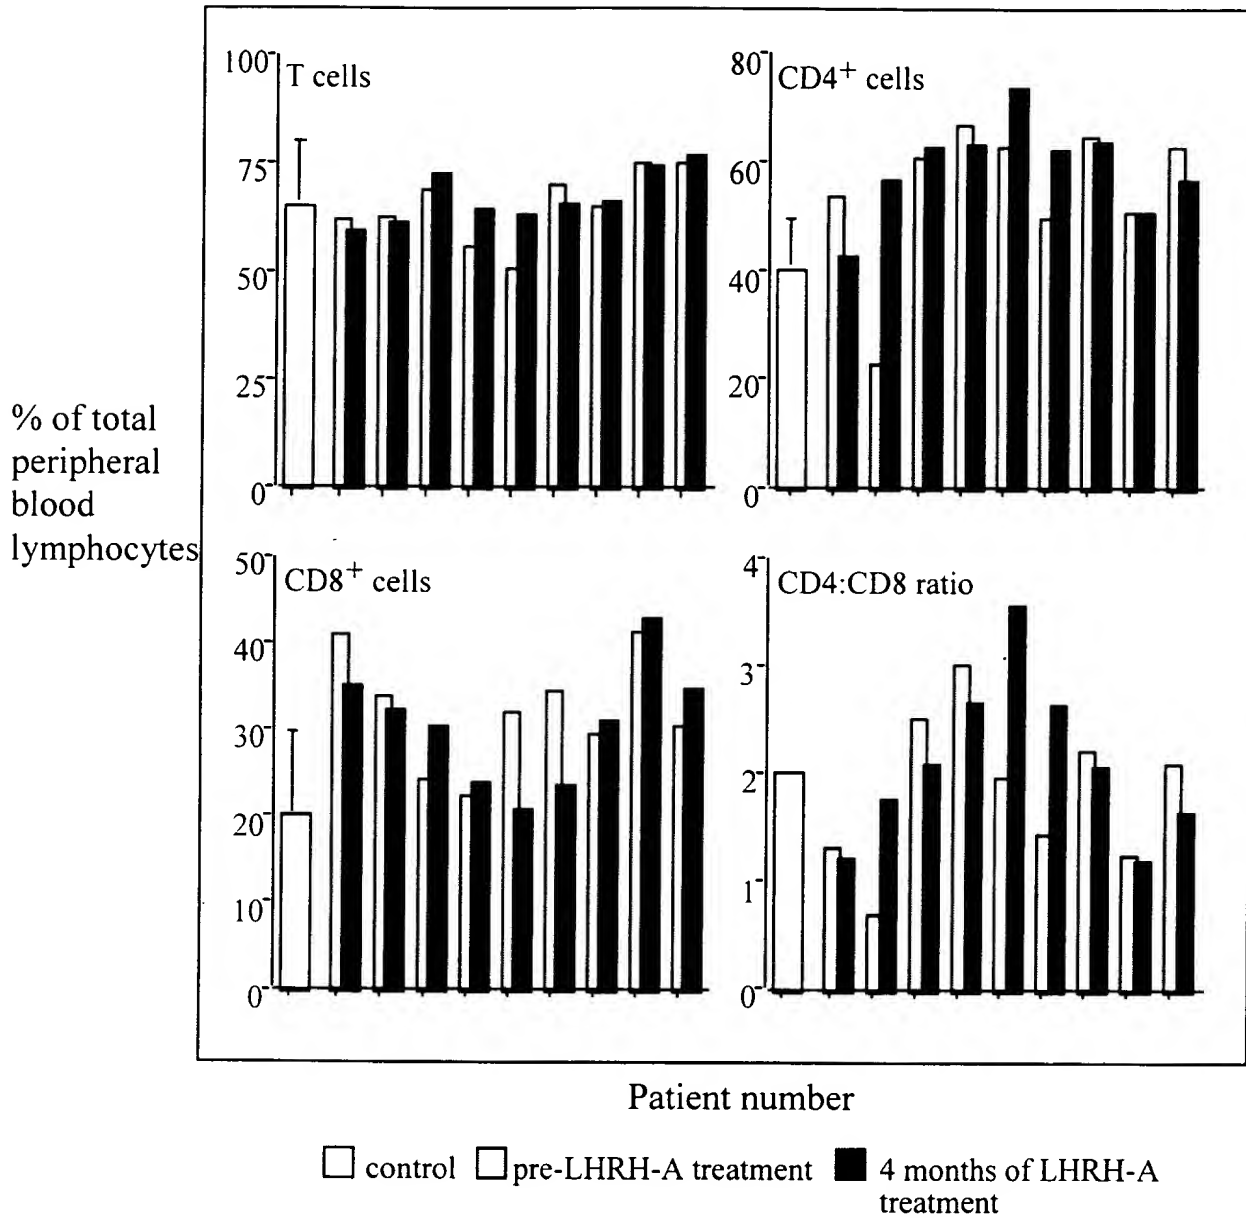 100
T cells
75
50
25
0
80
CD4+ cells
60
40
20
0
% of total
peripheral
blood
lymphocytes
50
CD8+ cells
40
30
20
10
0
4
CD4:CD8 ratio
3
2
1
0
Patient number
control pre-LHRH-A treatment 4 months of LHRH-A
treatment